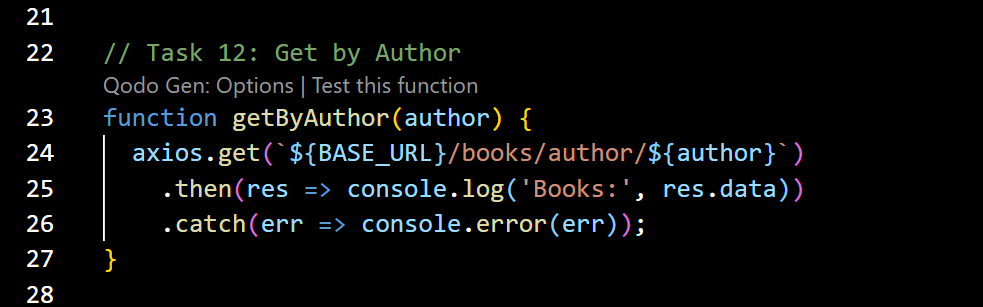 21
22 // Task 12: Get by Author
Qodo Gen: Options | Test this function
23 function getByAuthor(author) {
24 axios.get(`${BASE_URL}/books/author/${author}`)
25 .then(res => console.log('Books:', res.data))
26 .catch(err => console.error(err));
27 }
28